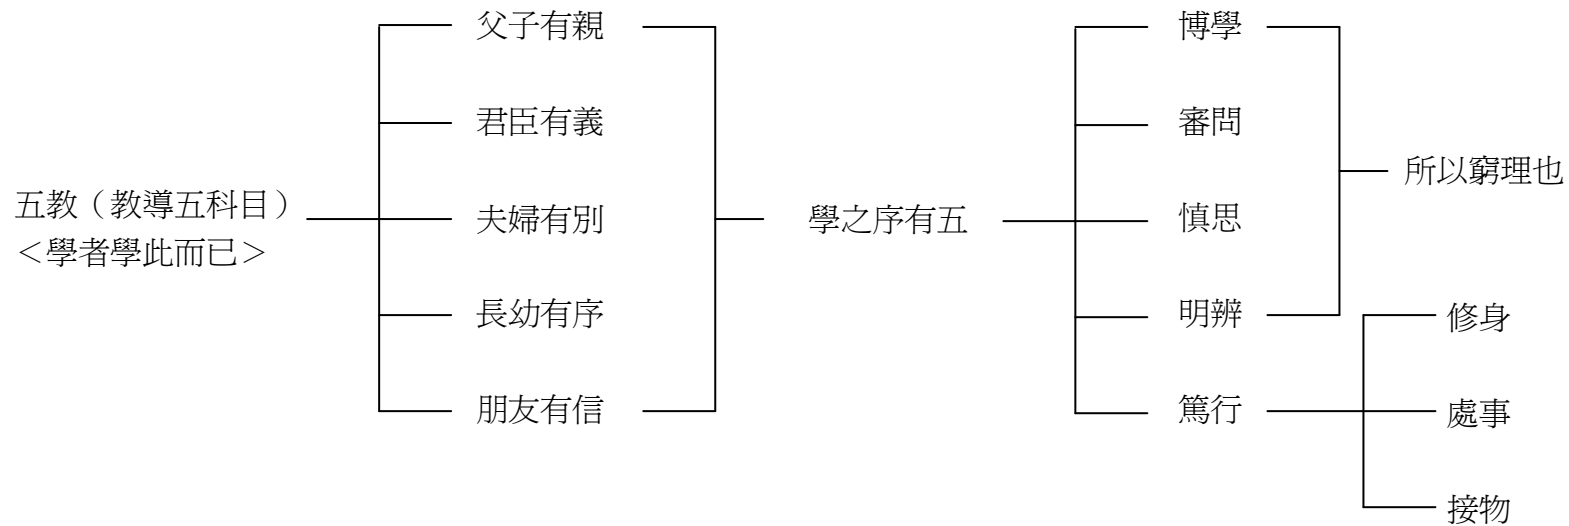 五教（教導五科目）
＜學者學此而已＞
父子有親
君臣有義
夫婦有別
長幼有序
朋友有信
學之序有五
博學
審問
慎思
明辨
篤行
所以窮理也
修身
處事
接物